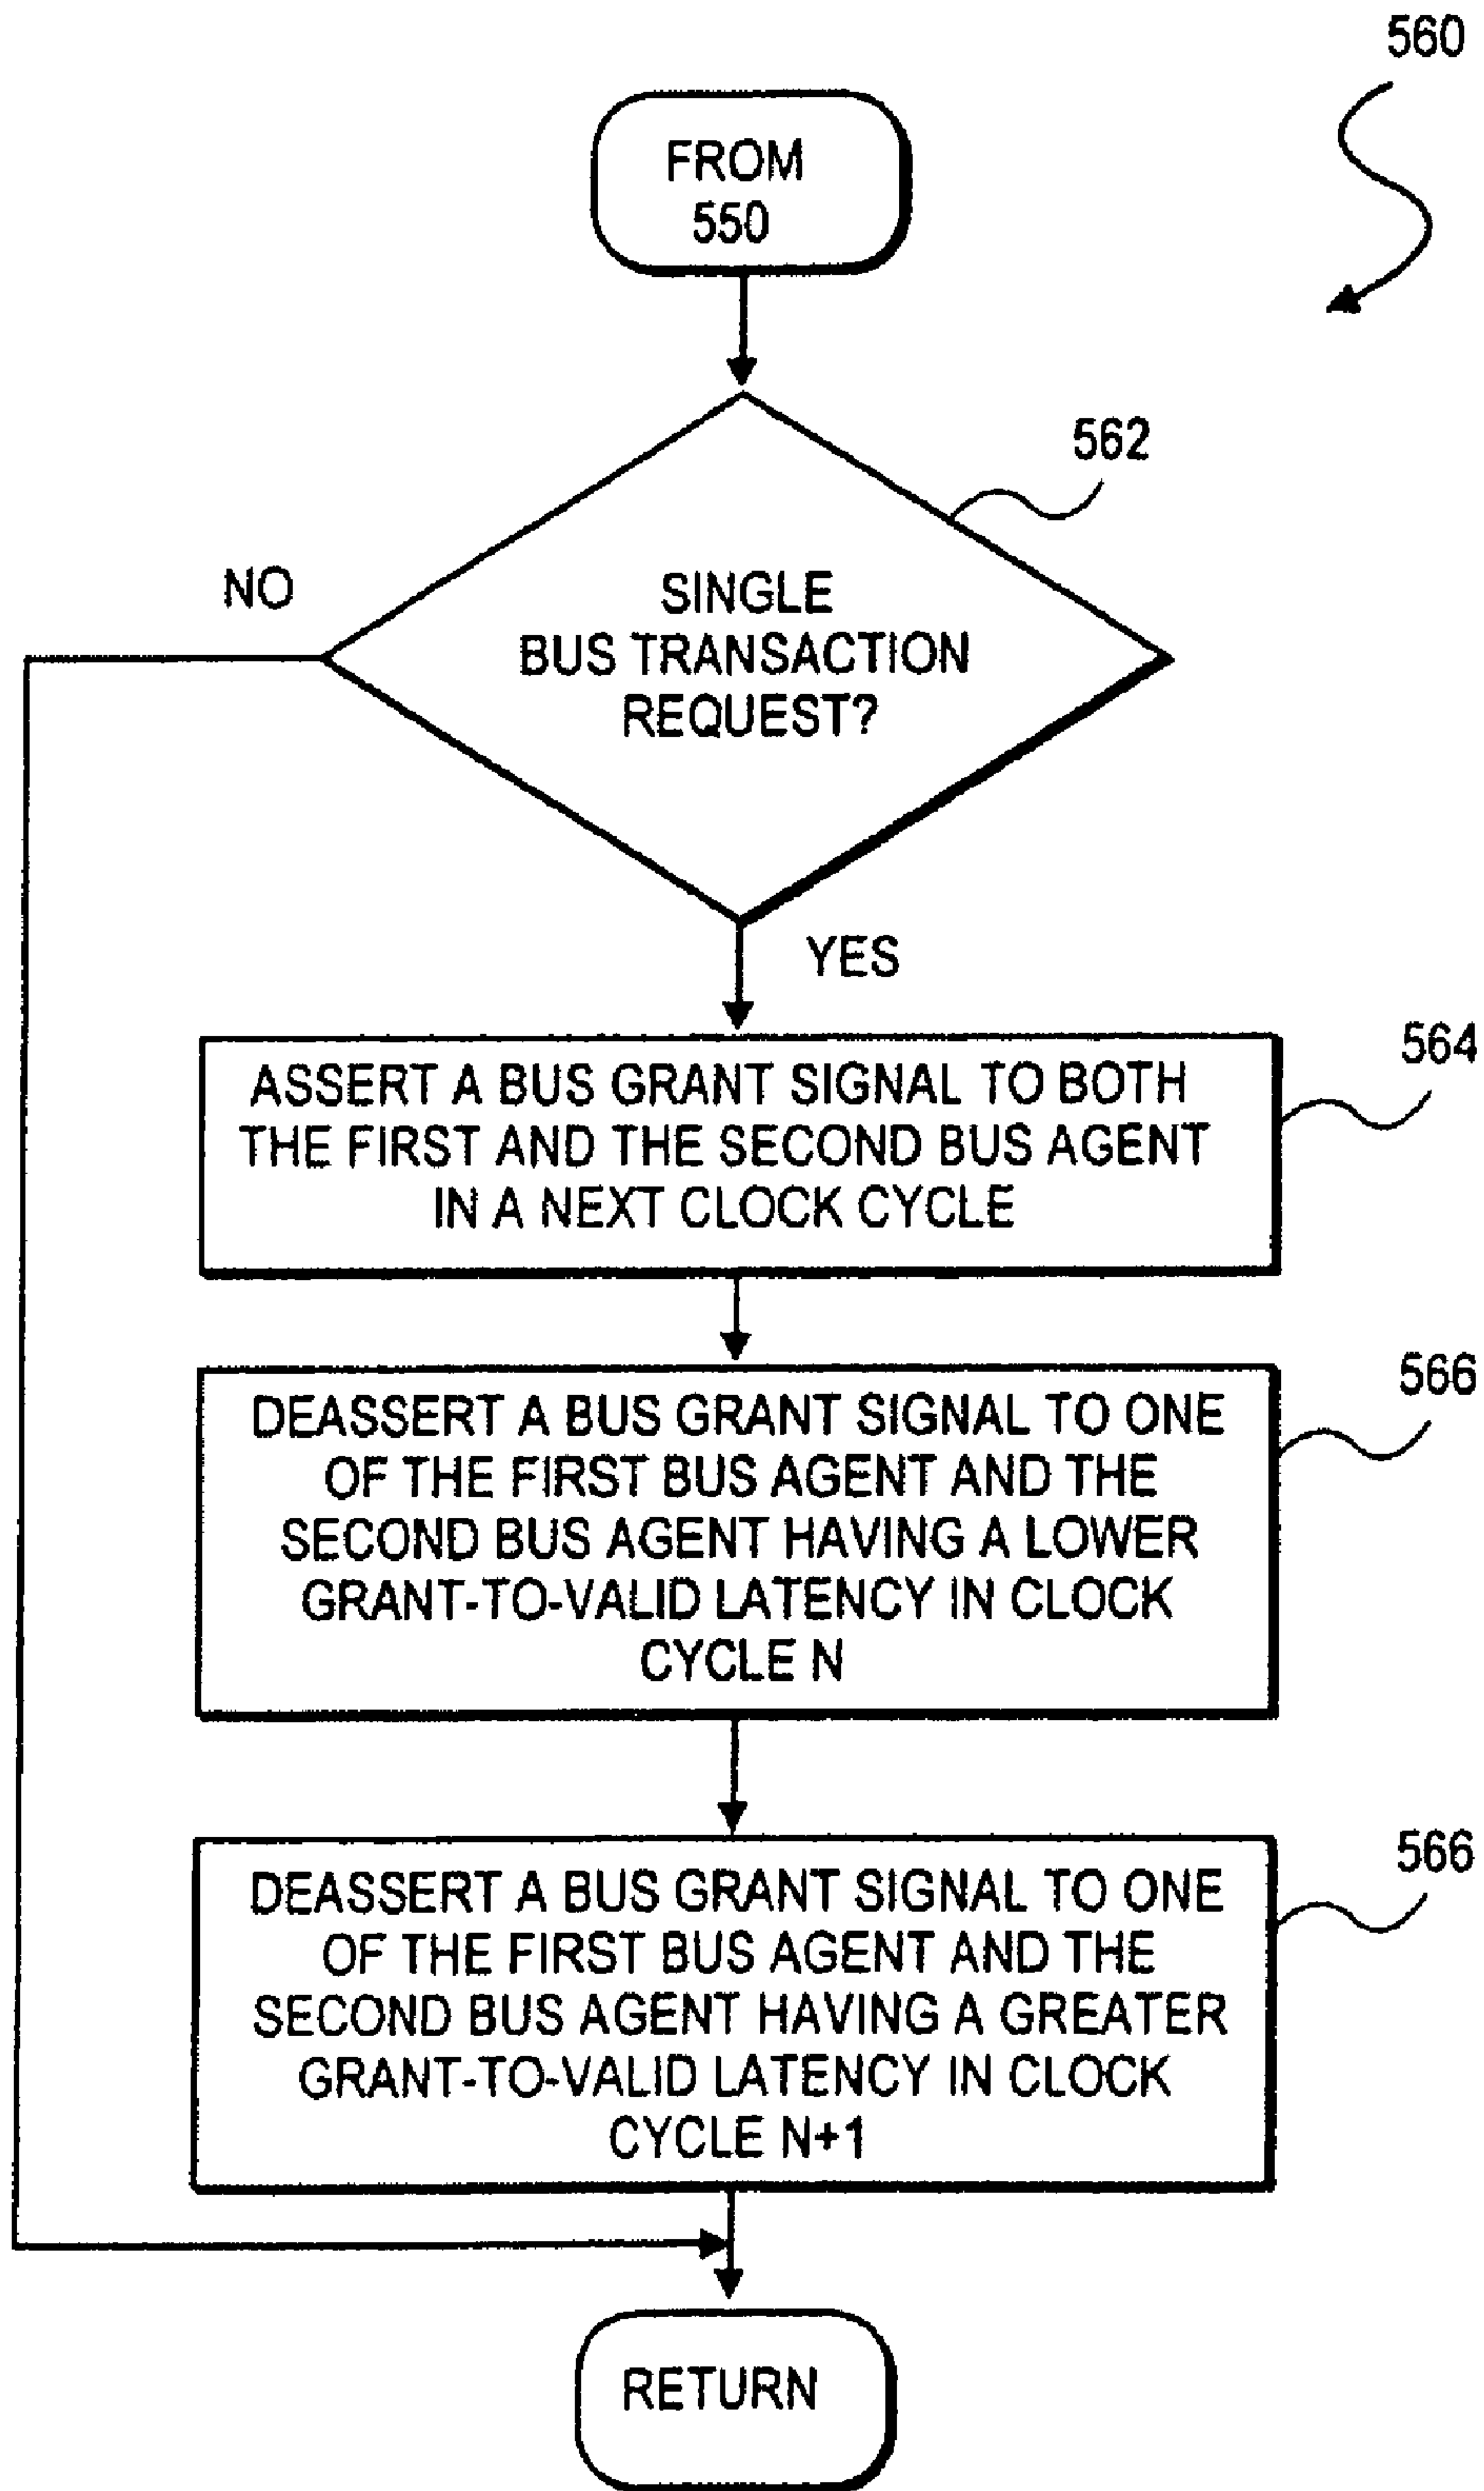 560
FROM
550
562
NO
SINGLE
BUS TRANSACTION
REQUEST?
YES
564
ASSERT A BUS GRANT SIGNAL TO BOTH
THE FIRST AND THE SECOND BUS AGENT
IN A NEXT CLOCK CYCLE
566
DEASSERT A BUS GRANT SIGNAL TO ONE
OF THE FIRST BUS AGENT AND THE
SECOND BUS AGENT HAVING A LOWER
GRANT-TO-VALID LATENCY IN CLOCK
CYCLE N
566
DEASSERT A BUS GRANT SIGNAL TO ONE
OF THE FIRST BUS AGENT AND THE
SECOND BUS AGENT HAVING A GREATER
GRANT-TO-VALID LATENCY IN CLOCK
CYCLE N+1
RETURN